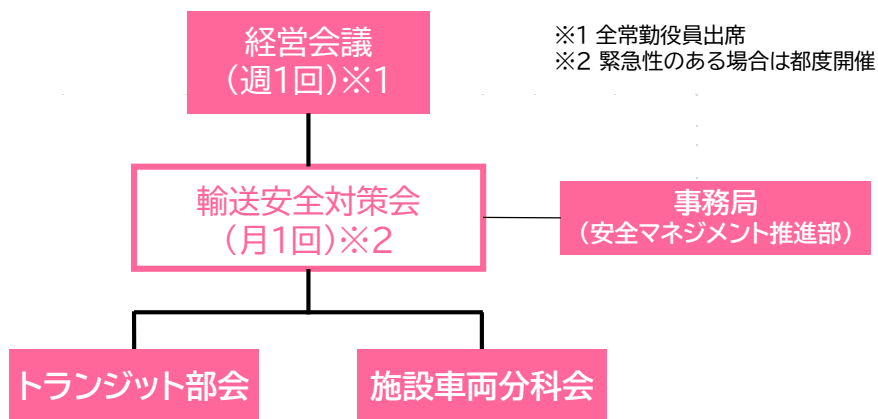 経営会議
(週1回)※1
※1 全常勤役員出席
※2 緊急性のある場合は都度開催
輸送安全対策会
(月1回)※2
事務局
（安全マネジメント推進部）
トランジット部会
施設車両分科会